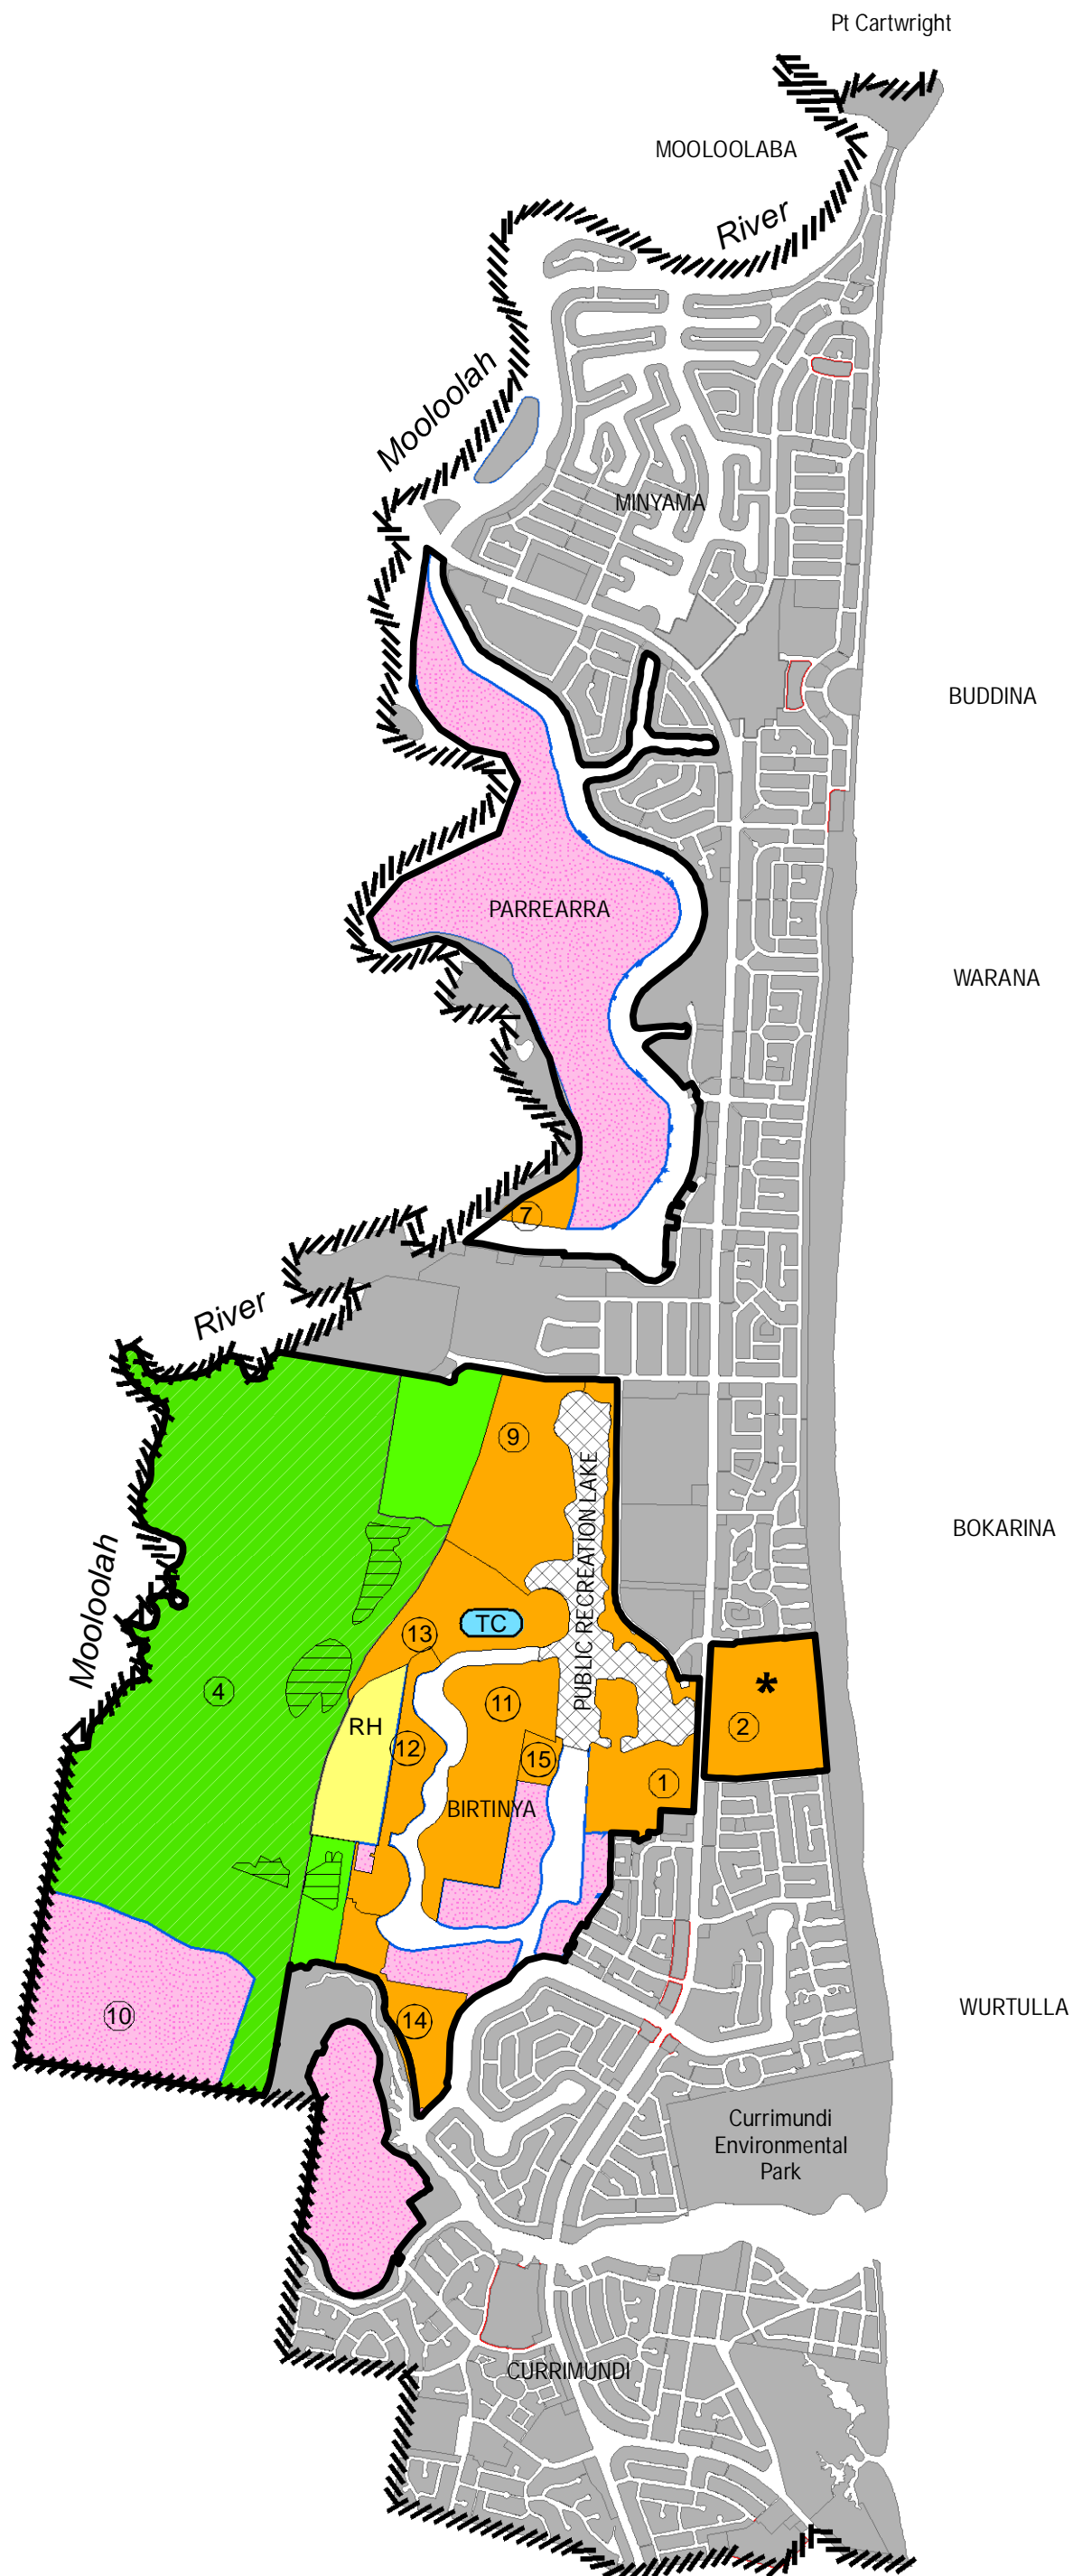 Pt Cartwright
MOOLOOLABA
River
Mooloolah
MINYAMA
BUDDINA
PARREARRA
WARANA
7
River
9
PUBLIC RECREATION LAKE
BOKARINA
Mooloolah
13
TC
4
11
*
RH
2
12
15
1
BIRTINYA
WURTULLA
10
14
Currimundi
Environmental
Park
CURRIMUNDI